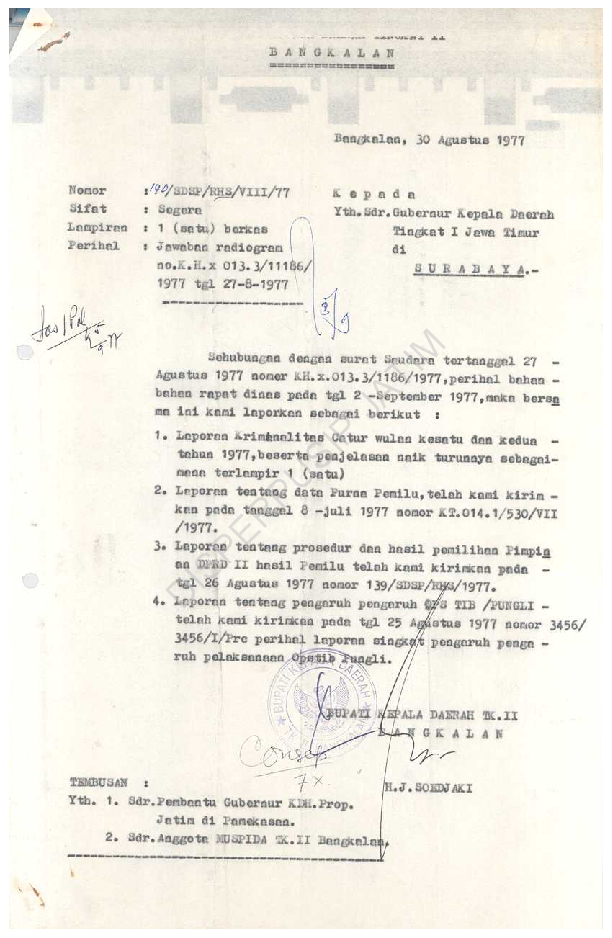 BANGKALAN
Bangkalan, 30 Agustus 1977
Nomor : 140/SDSP/RHS/VIII/77
Sifat : Segera
Lampiran : 1 (satu) berkas
Perihal : Jawaban radiogram
no.K.H.x 013.3/11186/
1977 tgl 27-8-1977
Kepada
Yth.Sdr.Gubernur Kepala Daerah
Tingkat I Jawa Timur
di
SURABAYA.-
Sehubungan dengan surat Saudara tertanggal 27 -
Agustus 1977 nomer KH.x.013.3/1186/1977,perihal bahan -
bahan rapat dinas pada tgl 2 -September 1977,maka bersa
ma ini kami laporkan sebagai berikut :
1. Laporan Kriminalitas Catur wulan kesatu dan kedua -
tahun 1977,beserta penjelasan naik turunnya sebagai-
mana terlampir 1 (satu)
2. Laporan tentang data Purna Pemilu,telah kami kirim -
kan pada tanggal 8 -juli 1977 nomor KT.014.1/530/VII
/1977.
3. Laporan tentang prosedur dan hasil pemilihan Pimpin
an DPRD II hasil Pemilu telah kami kirimkan pada -
tgl 26 Agustus 1977 nomor 139/SDSP/RHS/1977.
4. Laporan tentang pengaruh pengaruh OPS TIB /PUNGLI -
telah kami kirimkan pada tgl 25 Agustus 1977 nomor 3456/
3456/I/Prc perihal laporan singkat pengaruh penga -
ruh pelaksanaan Opstib Pungli.
DISPERPUSIP JATIM
BUPATI KEPALA DAERAH
BUPATI KEPALA DAERAH TK.II
BANGKALAN
Consep
7x.
H.J.SOEDJAKI
TEMBUSAN :
Yth. 1. Sdr.Pembantu Gubernur KDH.Prop.
Jatim di Pamekasan.
2. Sdr.Anggota MUSPIDA TK.II Bangkalan.